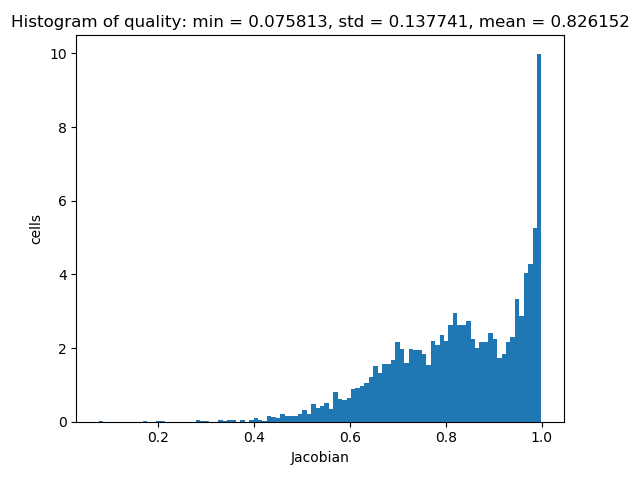 Histogram of quality: min = 0.075813, std = 0.137741, mean = 0.826152
10
8
6
4
2
0
cells
0.2 0.4 0.6 0.8 1.0
Jacobian